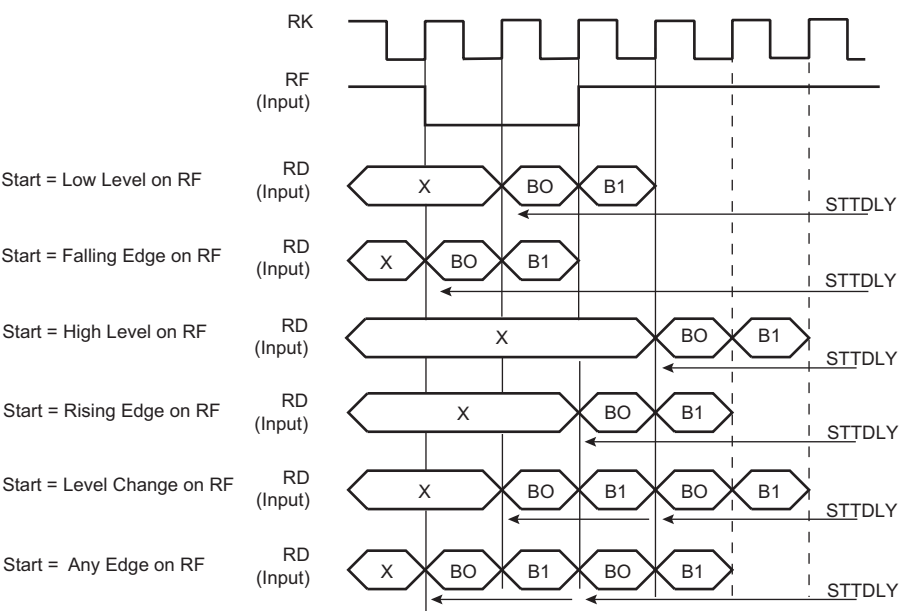 RK
RF
(Input)
Start = Low Level on RF
RD
(Input)
X
BO
B1
STTDLY
Start = Falling Edge on RF
RD
(Input)
X
BO
B1
STTDLY
Start = High Level on RF
RD
(Input)
X
BO
B1
STTDLY
Start = Rising Edge on RF
RD
(Input)
X
BO
B1
STTDLY
Start = Level Change on RF
RD
(Input)
X
BO
B1
BO
B1
STTDLY
Start = Any Edge on RF
RD
(Input)
X
BO
B1
BO
B1
STTDLY